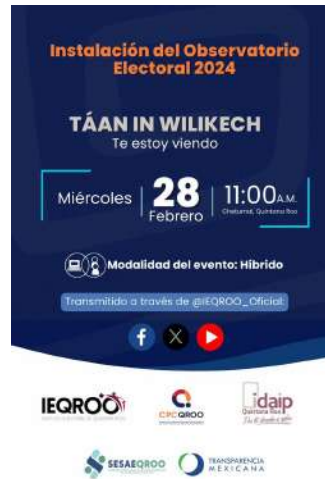 Instalación del Observatorio
Electoral 2024
TÁAN IN WILIKECH
Te estoy viendo
Miércoles
28
Febrero
11:00 A.M.
Chetumal, Quintana Roo
Modalidad del evento: Híbrido
Transmitido a través de @IEQROO_Oficial:
IEQROO
CPCQROO
idaip
Quintana Roo
SESAEQROO
TRANSPARENCIA
MEXICANA